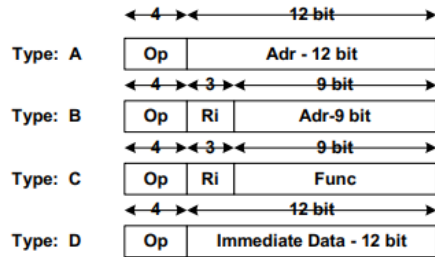 4 12 bit
Type: A Op Adr - 12 bit
4 3 9 bit
Type: B Op Ri Adr-9 bit
4 3 9 bit
Type: C Op Ri Func
4 12 bit
Type: D Op Immediate Data - 12 bit